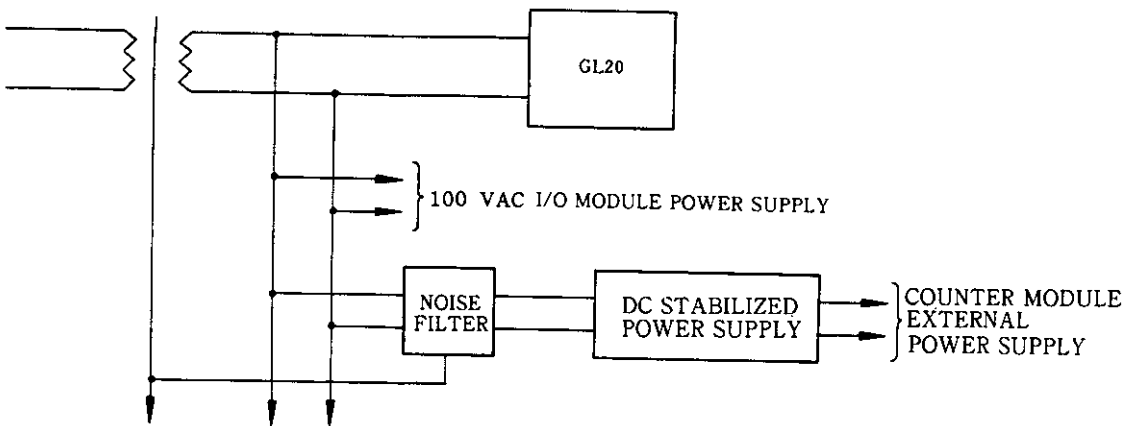 GL20
100 VAC I/O MODULE POWER SUPPLY
NOISE
FILTER
DC STABILIZED
POWER SUPPLY
COUNTER MODULE
EXTERNAL
POWER SUPPLY